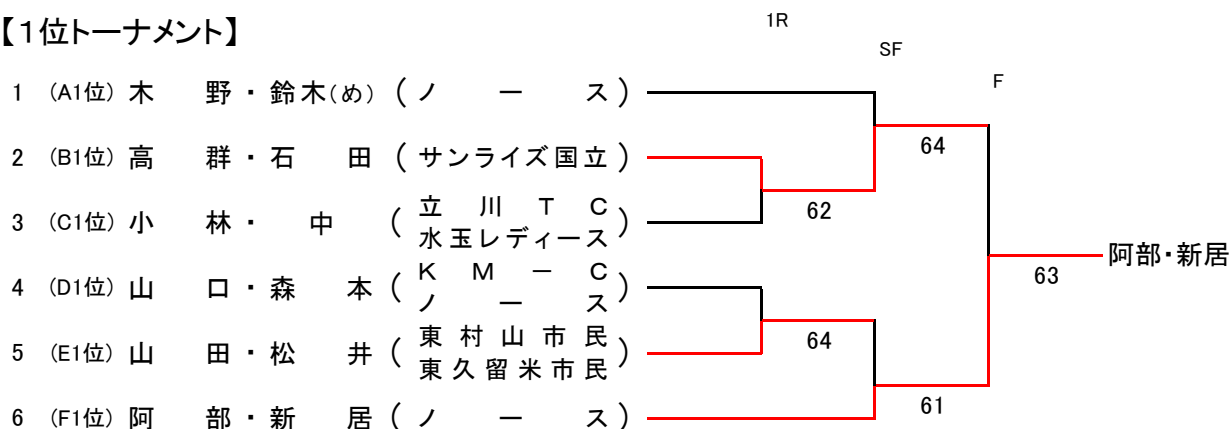 【１位トーナメント】
1R
SF
F
1 (A1位) 木 野・鈴木(め) (ノ ー ス)
64
2 (B1位) 高 群・石 田 (サンライズ国立)
62
3 (C1位) 小 林・ 中 (立 川 T C
水玉レディース)
阿部・新居
63
4 (D1位) 山 口・森 本 (K M － C
ノ ー ス)
64
5 (E1位) 山 田・松 井 (東 村 山 市 民
東久留米市民)
61
6 (F1位) 阿 部・新 居 (ノ ー ス)